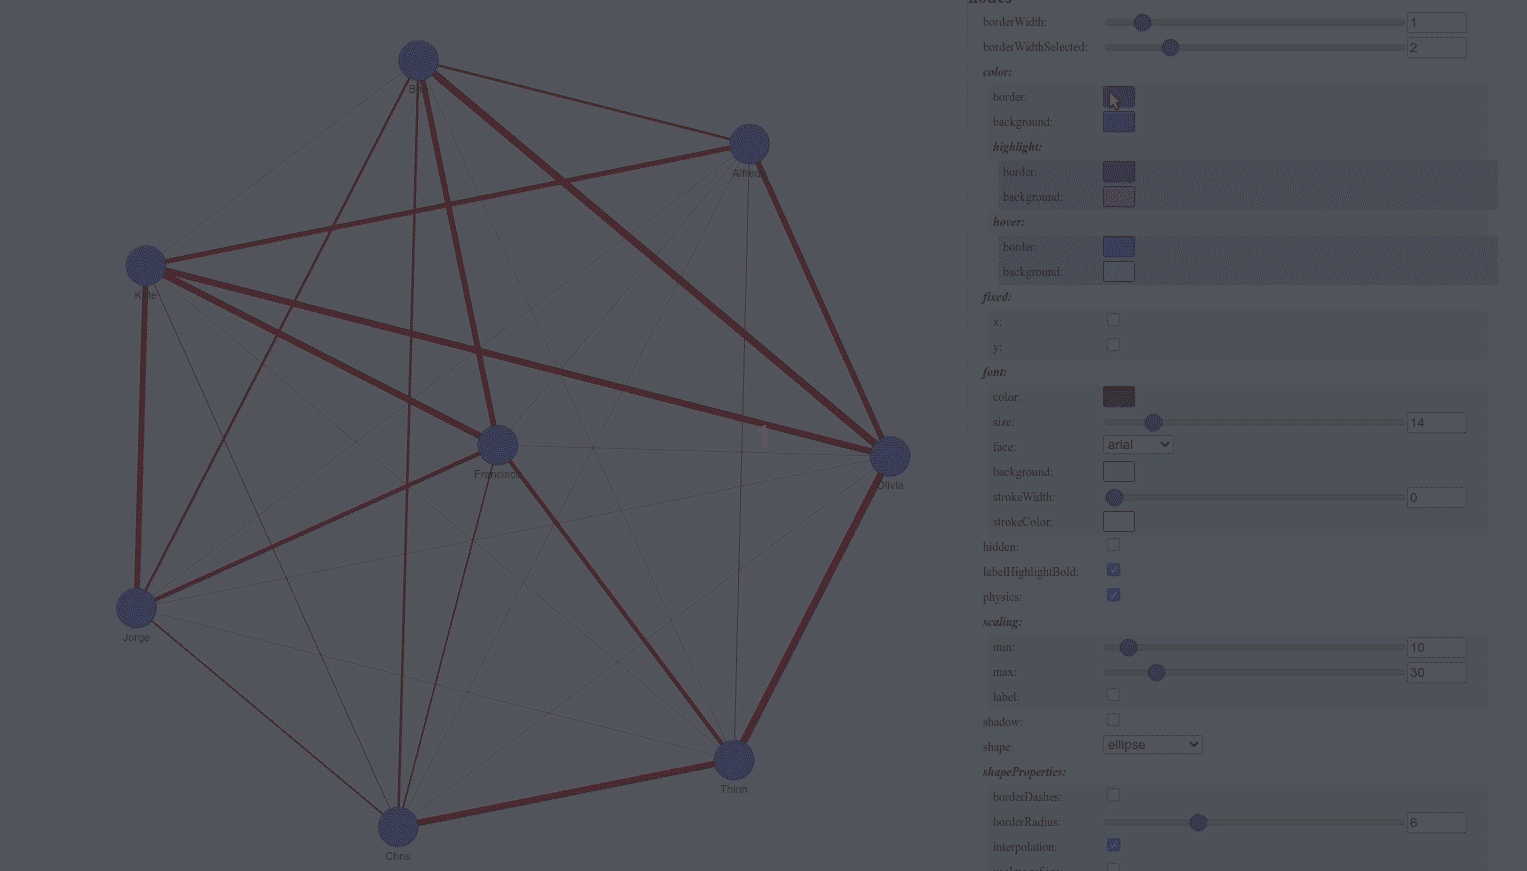 Ben
Alfredo
Kate
Francisco
Olivia
Jorge
Thinh
Chris
nodes
borderWidth: 1
borderWidthSelected: 2
color:
border:
background:
highlight:
border:
background:
hover:
border:
background:
fixed:
x:
y:
font:
color:
size: 14
face: arial
background:
strokeWidth: 0
strokeColor:
hidden:
labelHighlightBold:
physics:
scaling:
min: 10
max: 30
label:
shadow:
shape: ellipse
shapeProperties:
borderDashes:
borderRadius: 6
interpolation: